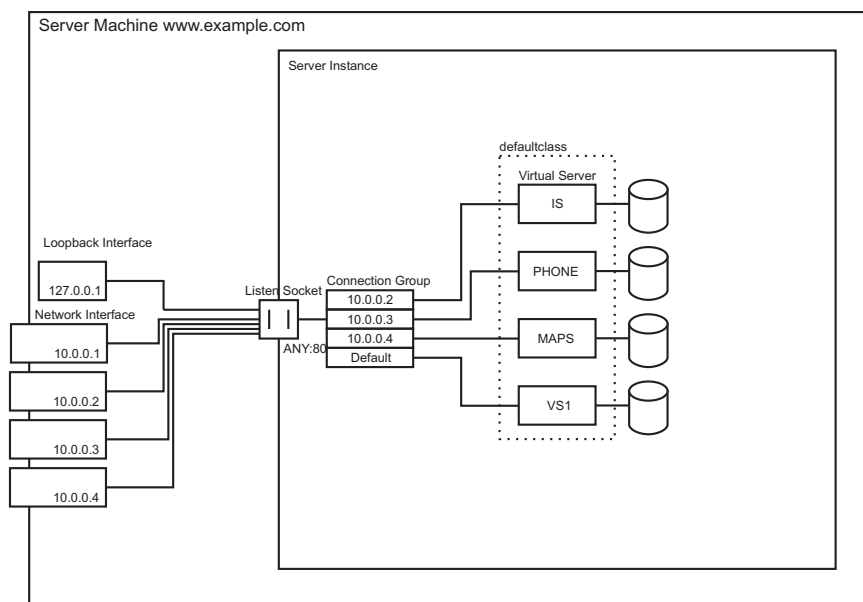 Server Machine www.example.com
Server Instance
defaultclass
Virtual Server
IS
Loopback Interface
127.0.0.1
Listen Socket
Connection Group
10.0.0.2
PHONE
Network Interface
10.0.0.3
10.0.0.1
10.0.0.4
MAPS
ANY:80
Default
10.0.0.2
VS1
10.0.0.3
10.0.0.4